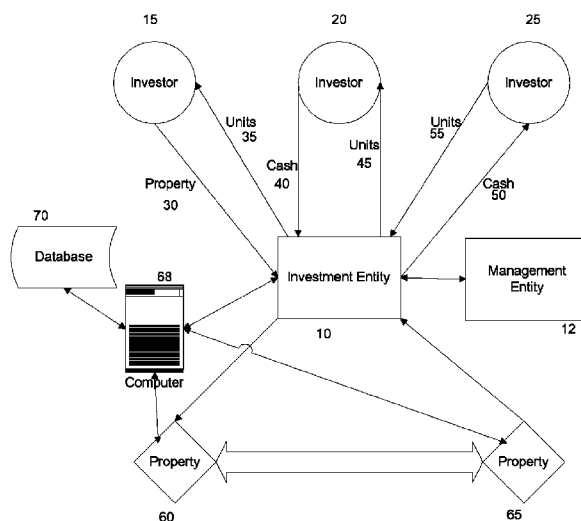 15
20
25
Investor
Investor
Investor
Units
35
Units
45
Units
55
Property
30
Cash
40
Cash
50
70
Database
68
Computer
Investment Entity
10
Management
Entity
12
Property
60
Property
65